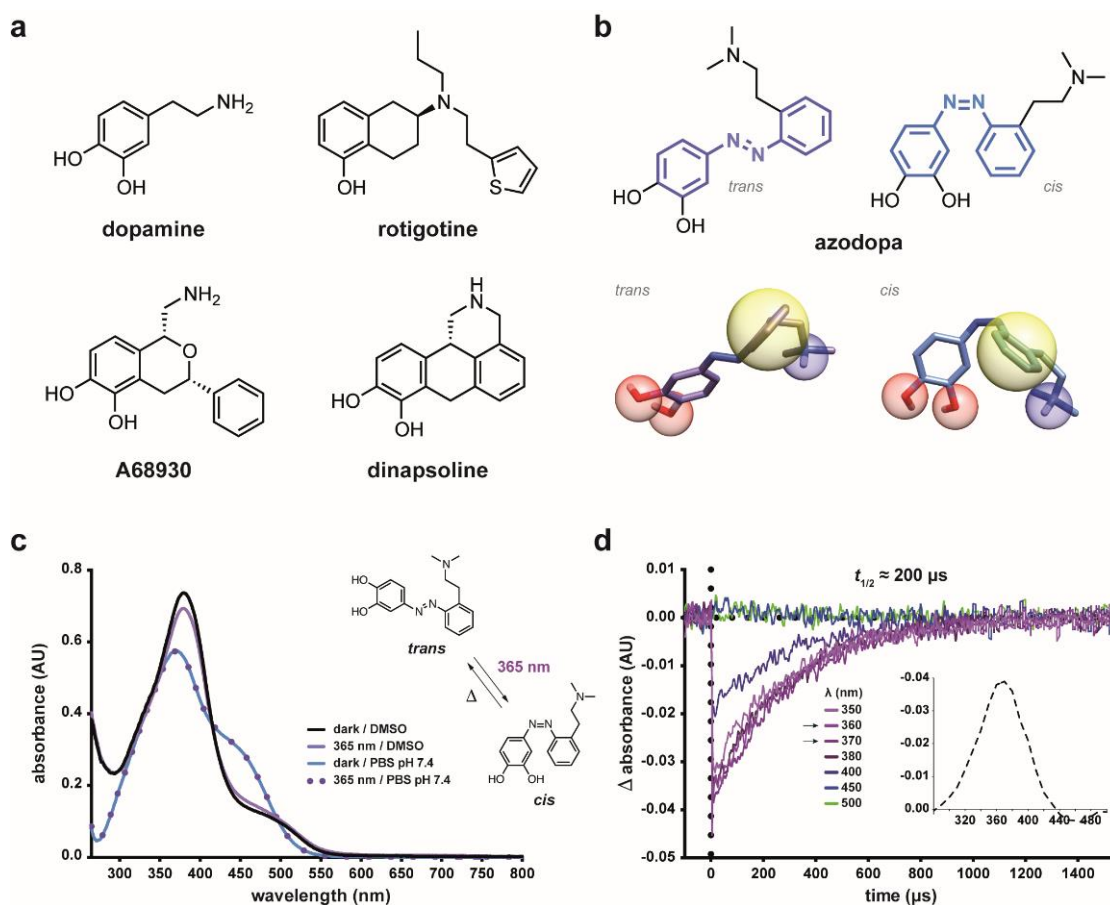 a
NH2
HO
OH
dopamine
N
S
OH
rotigotine
NH2
O
HO
OH
A68930
H
N
HO
OH
dinapsoline
b
N
N=N
HO
OH
trans
N
N=N
HO
OH
cis
azodopa
trans
cis
c
absorbance (AU)
0.8
0.6
0.4
0.2
0.0
300 350 400 450 500 550 600 650 700 750 800
wavelength (nm)
dark / DMSO
365 nm / DMSO
dark / PBS pH 7.4
365 nm / PBS pH 7.4
HO
HO
N=N
N
trans
365 nm
Δ
N=N
N
HO
OH
cis
d
t1/2 ≈ 200 µs
Δ absorbance (AU)
0.01
0.00
-0.01
-0.02
-0.03
-0.04
-0.05
0 200 400 600 800 1000 1200 1400
time (µs)
λ (nm)
350
360
370
380
400
450
500
-0.04
-0.03
-0.02
-0.01
0.00
320 360 400 440 480